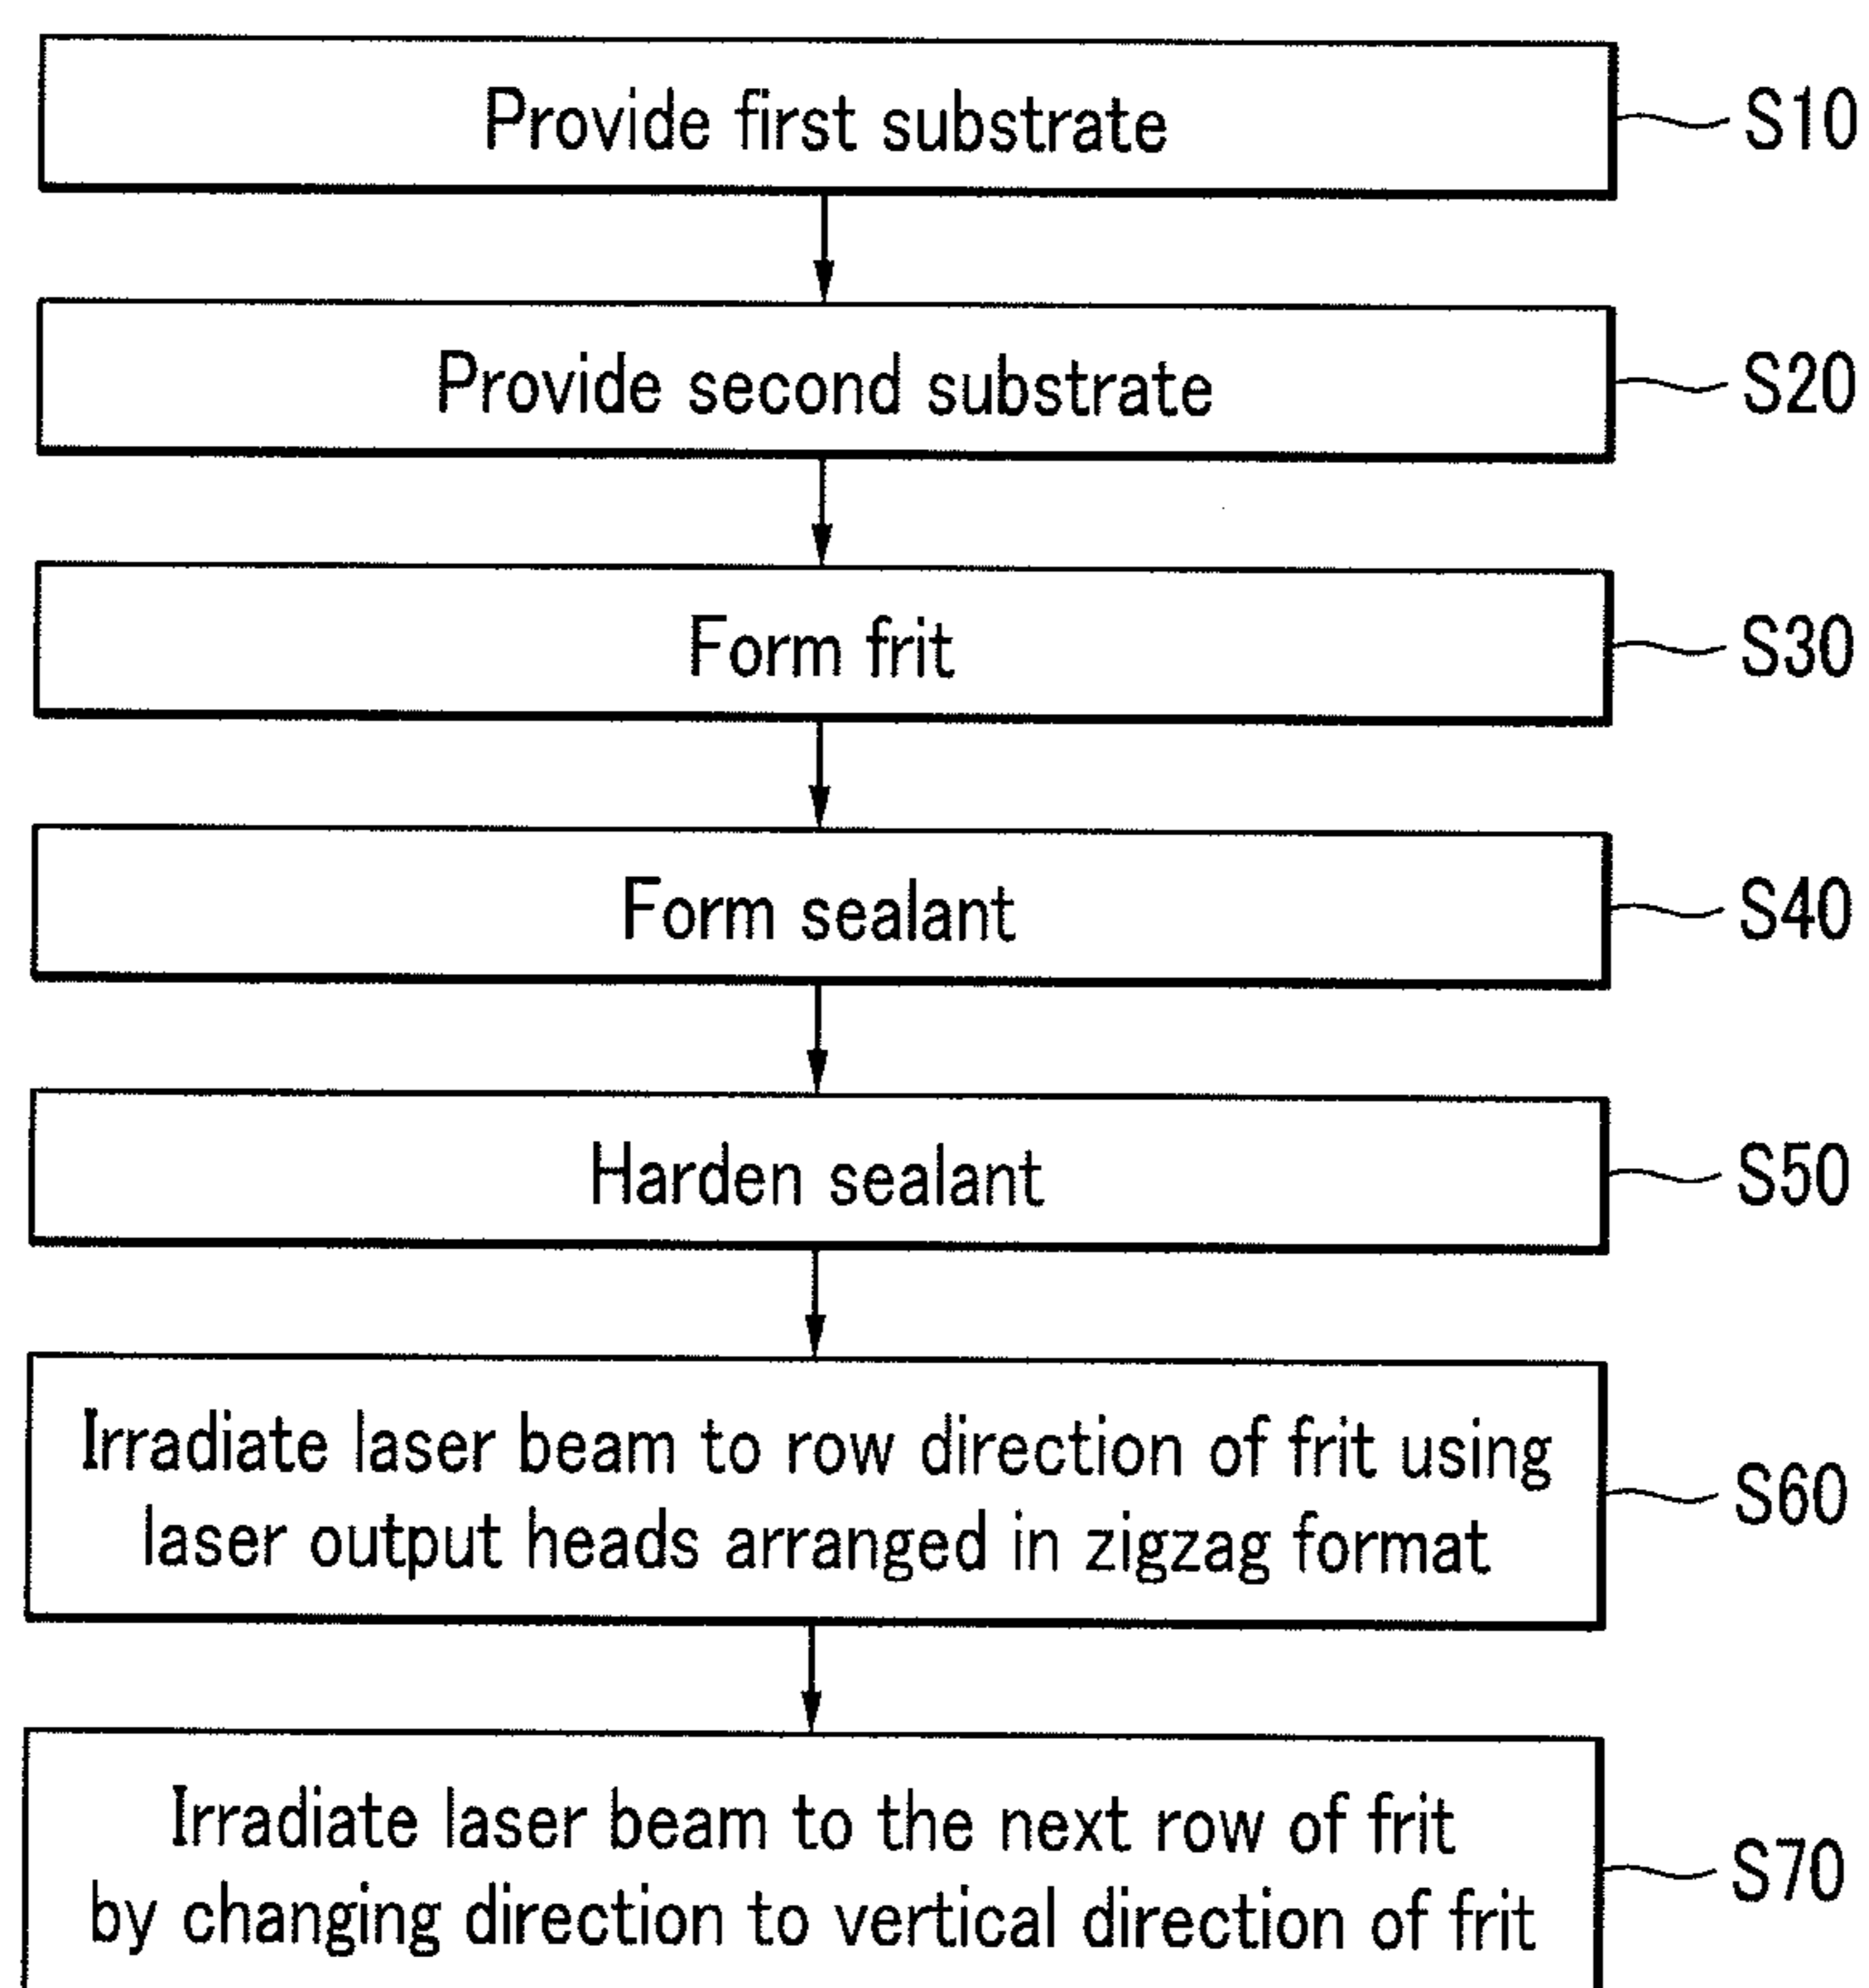 Provide first substrate
S10
Provide second substrate
S20
Form frit
S30
Form sealant
S40
Harden sealant
S50
Irradiate laser beam to row direction of frit using
laser output heads arranged in zigzag format
S60
Irradiate laser beam to the next row of frit
by changing direction to vertical direction of frit
S70